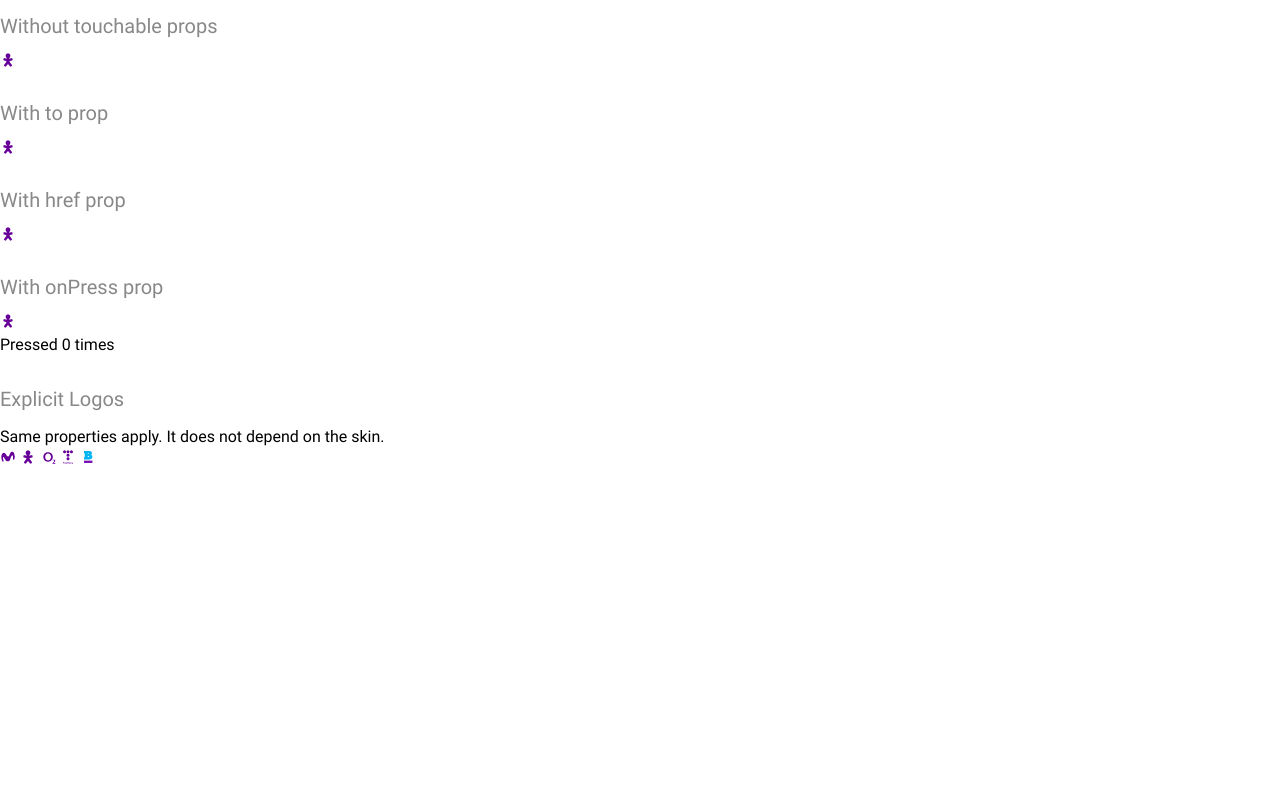 Without touchable props
With to prop
With href prop
With onPress prop
Pressed 0 times
Explicit Logos
Same properties apply. It does not depend on the skin.
O2 B